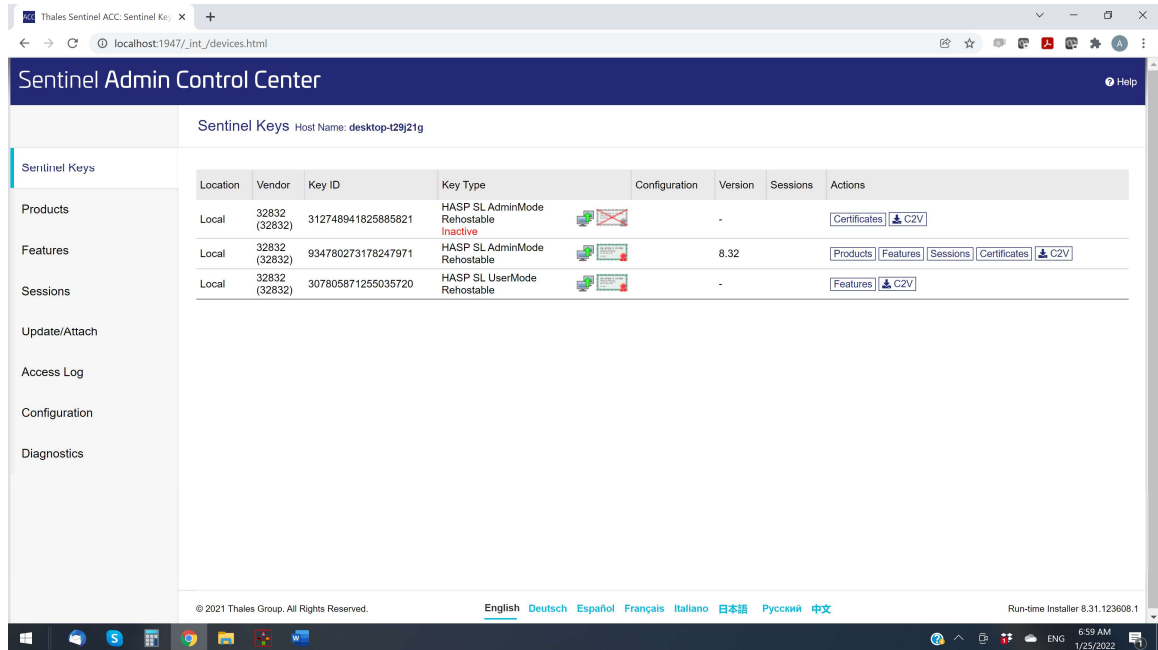 Thales Sentinel ACC: Sentinel Key
localhost:1947/_int_/devices.html
Sentinel Admin Control Center
Help
Sentinel Keys Host Name: desktop-t29j21g
Sentinel Keys
Products
Features
Sessions
Update/Attach
Access Log
Configuration
Diagnostics
Location Vendor Key ID Key Type Configuration Version Sessions Actions
Local 32832 (32832) 312748941825885821 HASP SL AdminMode Rehostable Inactive - Certificates C2V
Local 32832 (32832) 934780273178247971 HASP SL AdminMode Rehostable 8.32 Products Features Sessions Certificates C2V
Local 32832 (32832) 307805871255035720 HASP SL UserMode Rehostable - Features C2V
© 2021 Thales Group. All Rights Reserved. English Deutsch Español Français Italiano 日本語 Русский 中文 Run-time Installer 8.31.123608.1
ENG 6:59 AM
1/25/2022